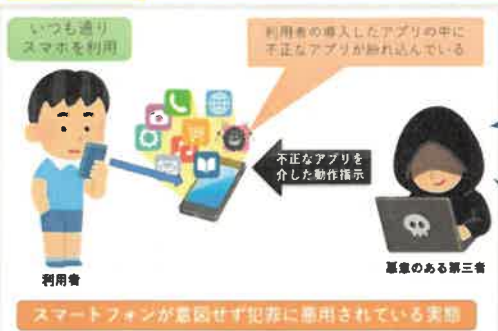 いつも通り
スマホを利用
利用者の導入したアプリの中に
不正なアプリが紛れ込んでいる
不正なアプリを
介した動作指示
利用者
悪意のある第三者
スマートフォンが意図せず犯罪に悪用されている実態